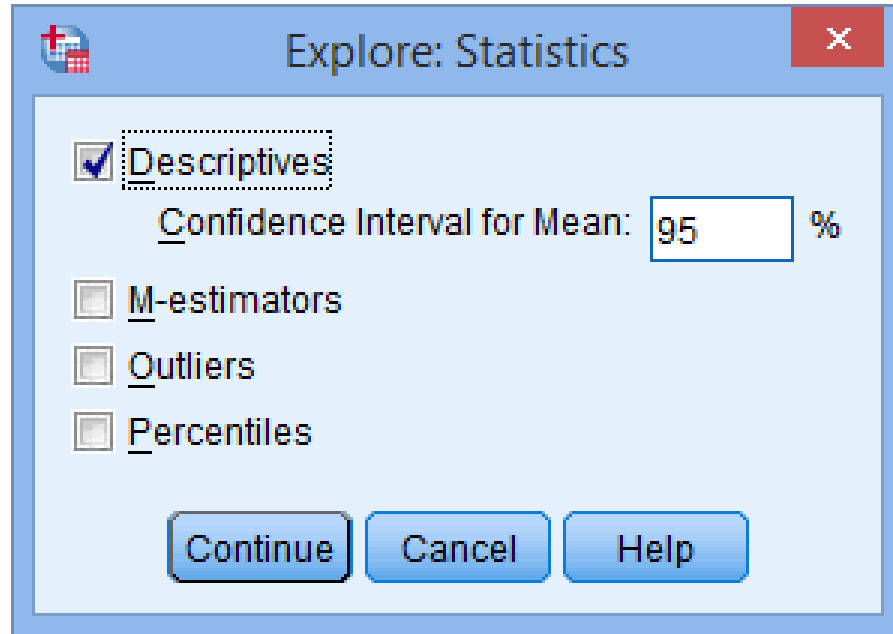 Explore: Statistics
Descriptives
Confidence Interval for Mean: 95 %
M-estimators
Outliers
Percentiles
Continue Cancel Help